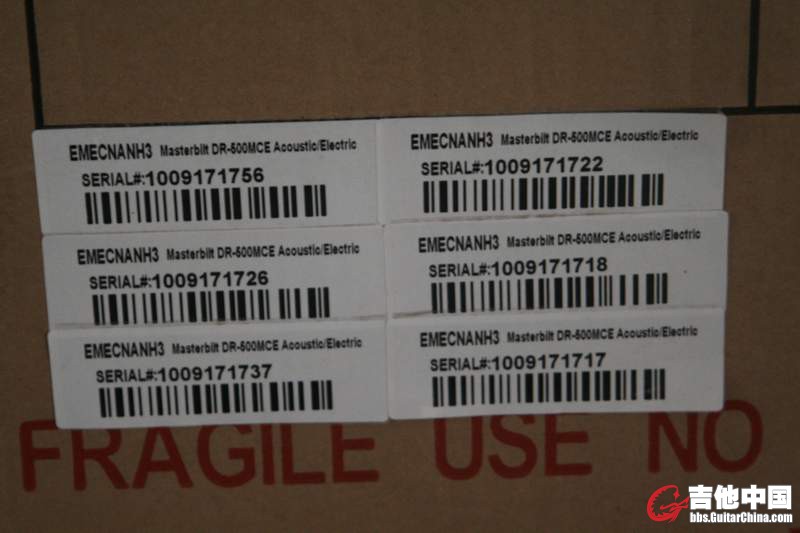 EMECNANH3 Masterbilt DR-500MCE Acoustic/Electric
SERIAL#:1009171756
EMECNANH3 Masterbilt DR-500MCE Acoustic/Electric
SERIAL#:1009171722
EMECNANH3 Masterbilt DR-500MCE Acoustic/Electric
SERIAL#:1009171726
EMECNANH3 Masterbilt DR-500MCE Acoustic/Electric
SERIAL#:1009171718
EMECNANH3 Masterbilt DR-500MCE Acoustic/Electric
SERIAL#:1009171737
EMECNANH3 Masterbilt DR-500MCE Acoustic/Electric
SERIAL#:1009171717
FRAGILE USE NO
吉他中国
bbs.GuitarChina.com